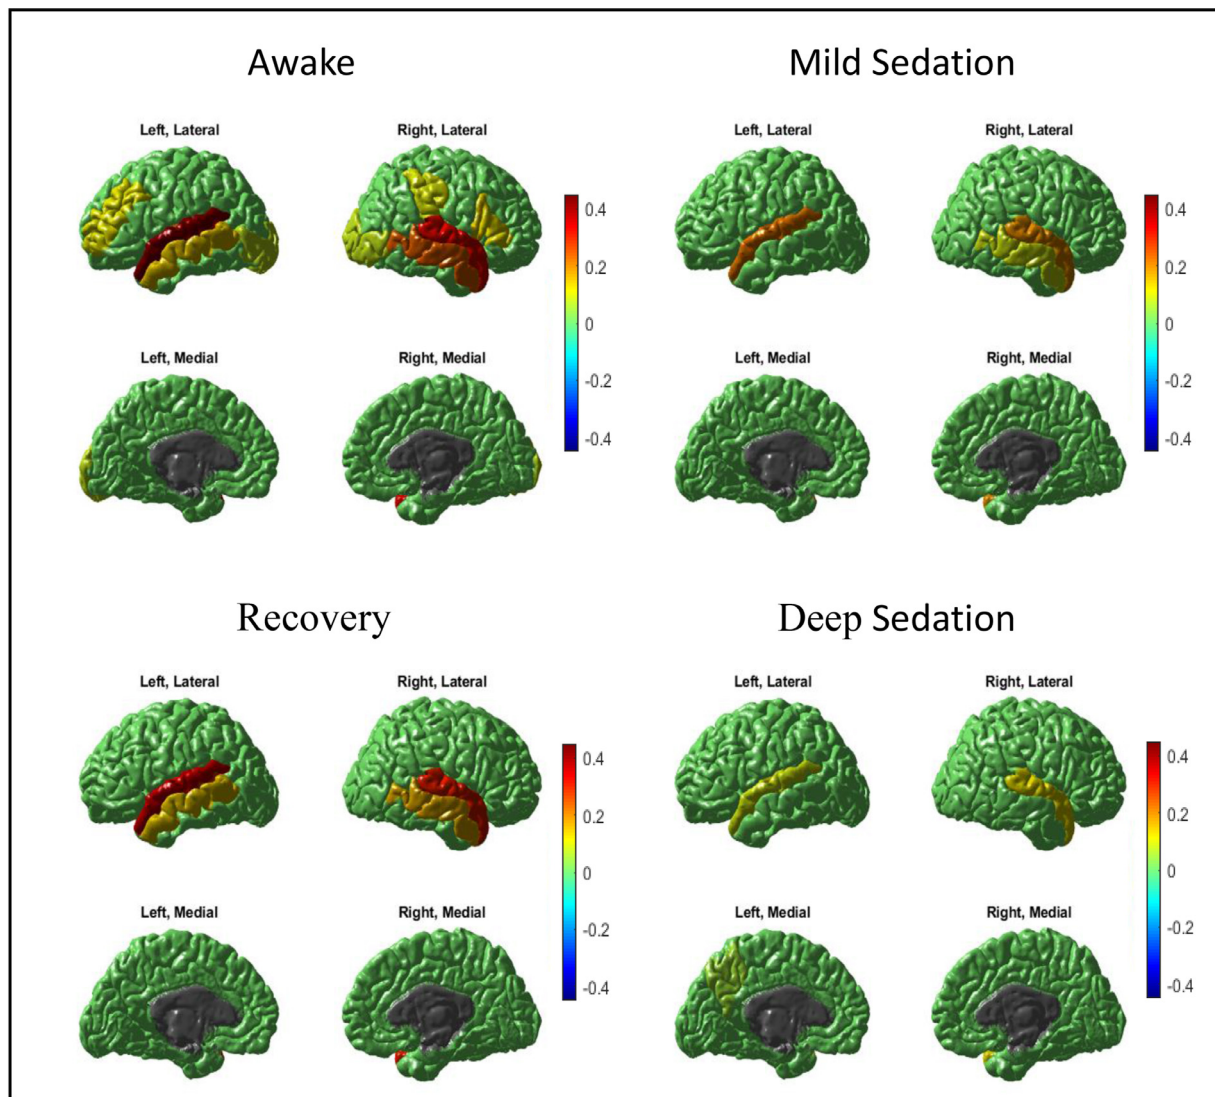 Awake
Mild Sedation
Left, Lateral
Right, Lateral
Left, Lateral
Right, Lateral
0.4
0.2
0
-0.2
-0.4
0.4
0.2
0
-0.2
-0.4
Left, Medial
Right, Medial
Left, Medial
Right, Medial
Recovery
Deep Sedation
Left, Lateral
Right, Lateral
Left, Lateral
Right, Lateral
0.4
0.2
0
-0.2
-0.4
0.4
0.2
0
-0.2
-0.4
Left, Medial
Right, Medial
Left, Medial
Right, Medial